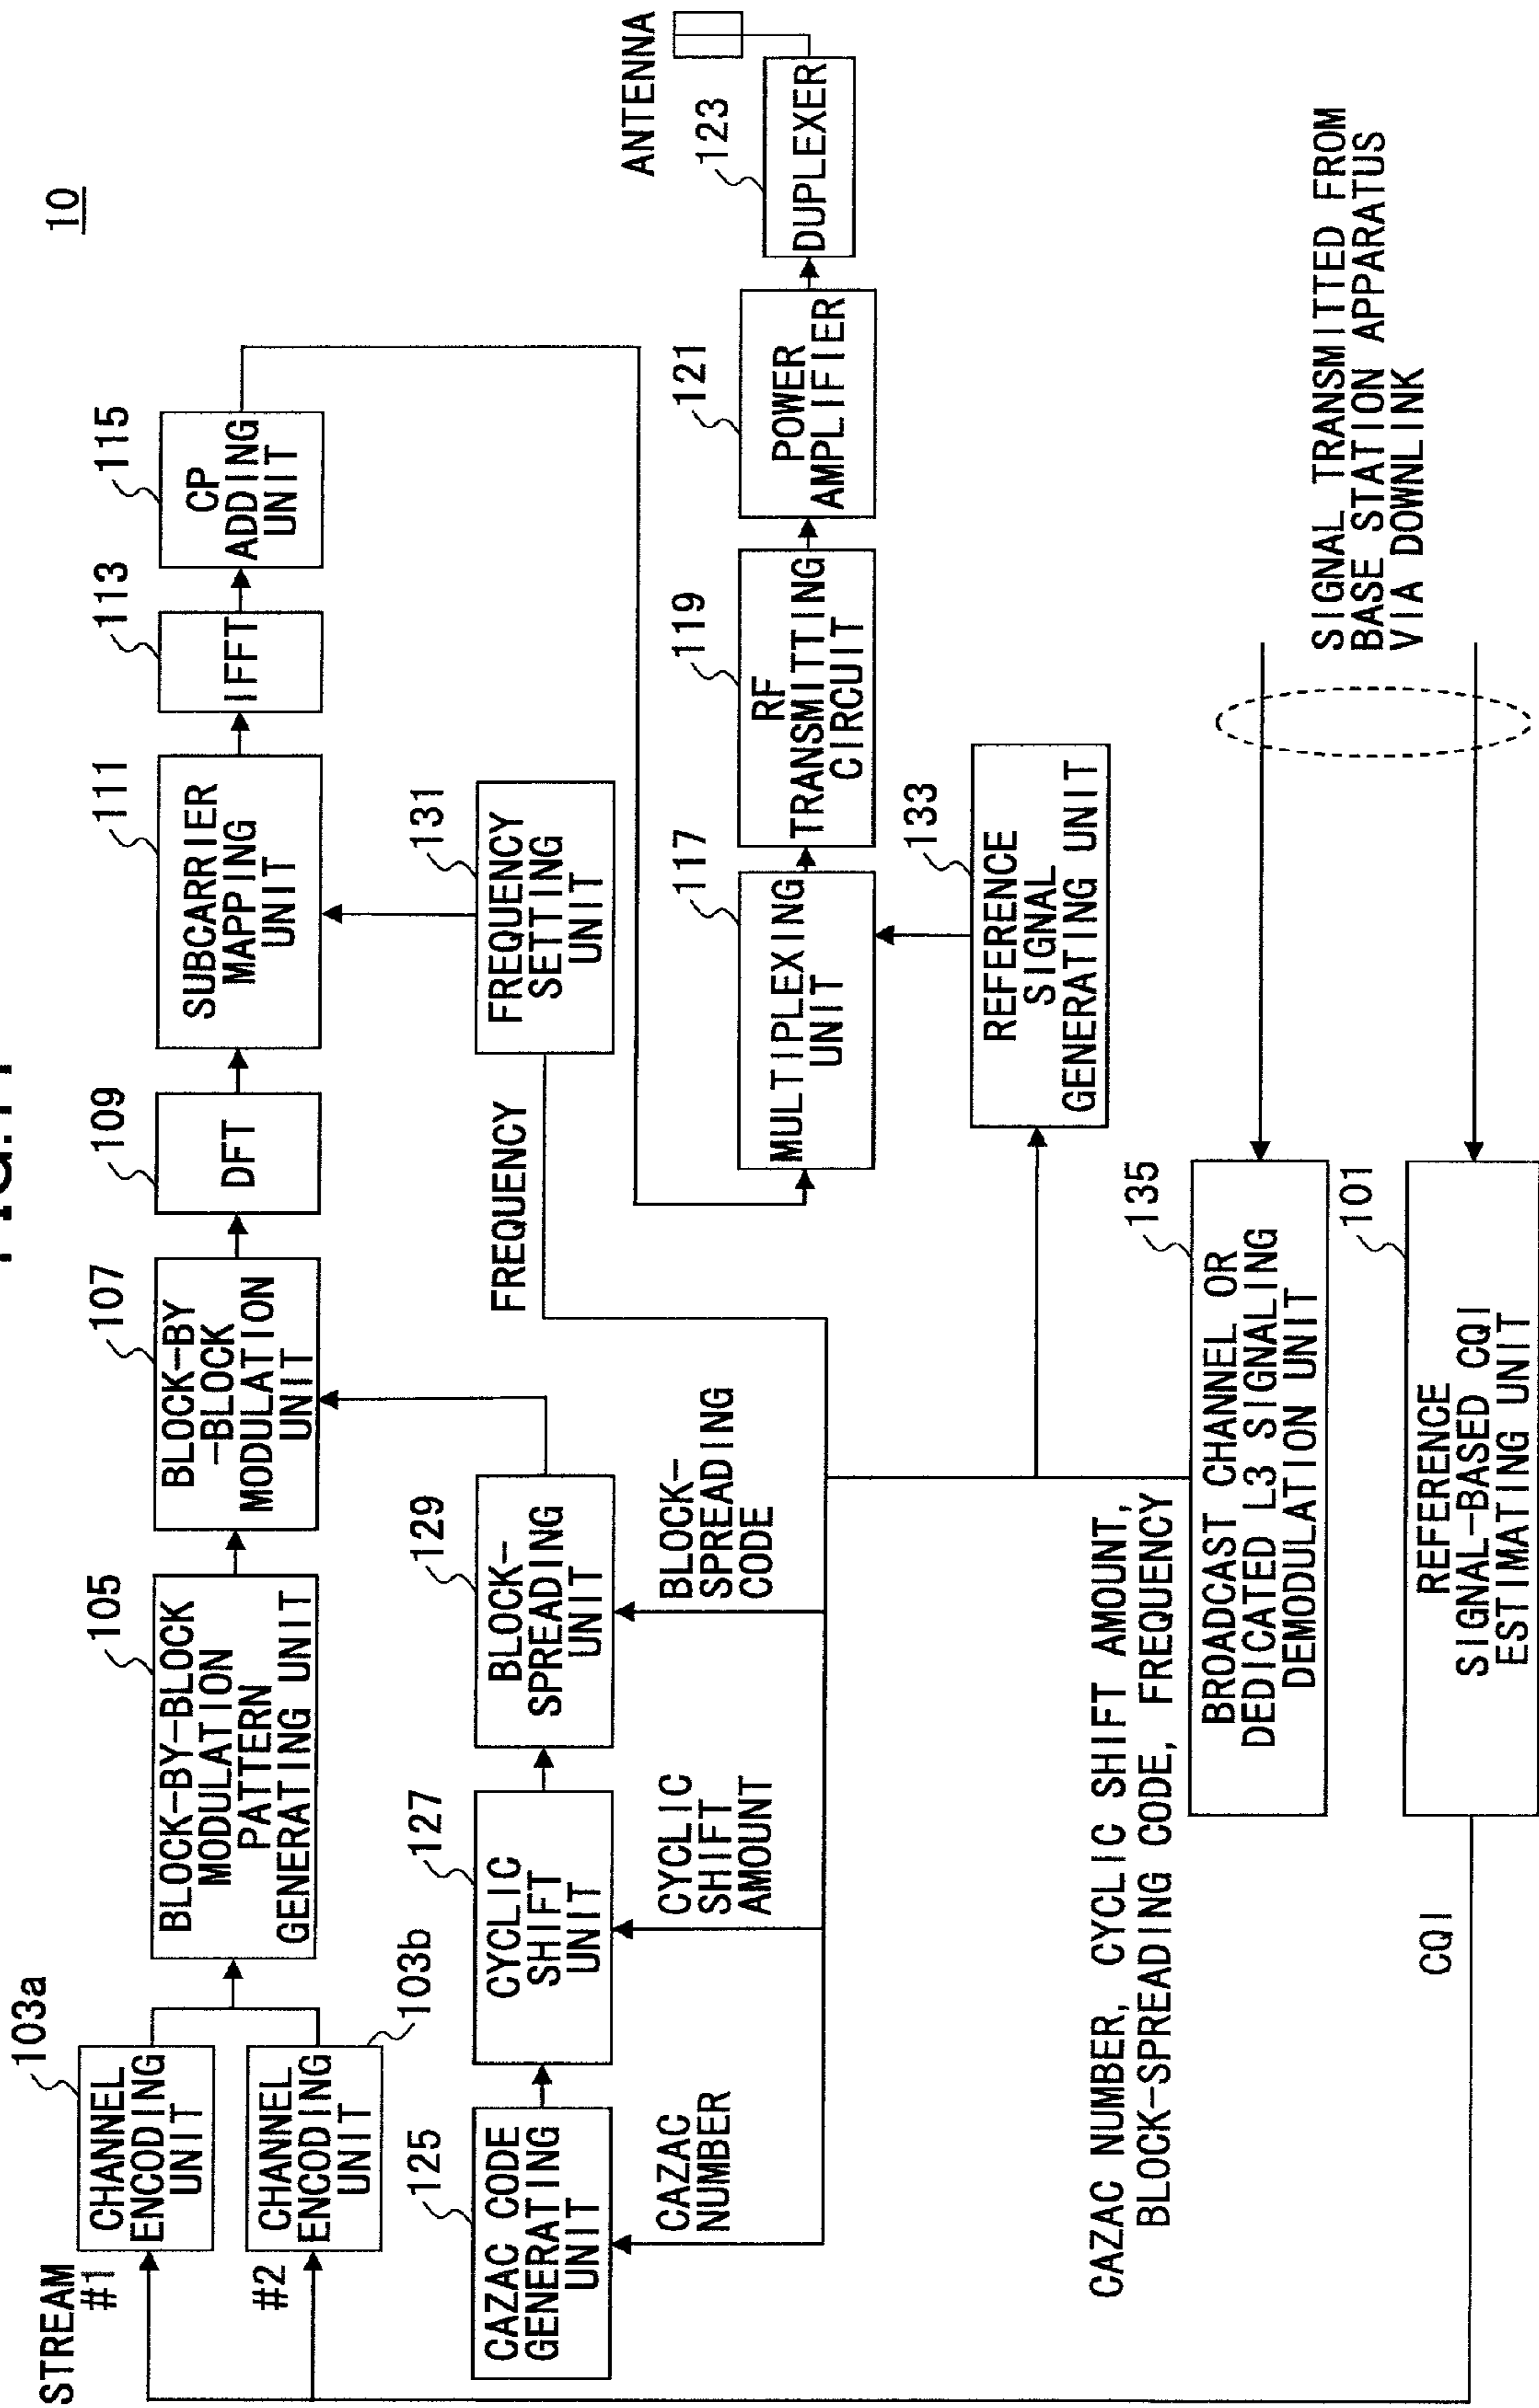 10
STREAM
#1
#2
103a
CHANNEL
ENCODING
UNIT
CHANNEL
ENCODING
UNIT
103b
105
BLOCK-BY-BLOCK
MODULATION
PATTERN
GENERATING UNIT
107
BLOCK-BY
-BLOCK
MODULATION
UNIT
109
DFT
111
SUBCARRIER
MAPPING
UNIT
113
IFFT
115
CP
ADDING
UNIT
125
CAZAC CODE
GENERATING
UNIT
127
CYCLIC
SHIFT
UNIT
129
BLOCK-
SPREADING
UNIT
FREQUENCY
131
FREQUENCY
SETTING
UNIT
CAZAC
NUMBER
CYCLIC
SHIFT
AMOUNT
BLOCK-
SPREADING
CODE
117
MULTIPLEXING
UNIT
119
RF
TRANSMITTING
CIRCUIT
121
POWER
AMPLIFIER
123
DUPLEXER
ANTENNA
133
REFERENCE
SIGNAL
GENERATING UNIT
CAZAC NUMBER, CYCLIC SHIFT AMOUNT,
BLOCK-SPREADING CODE, FREQUENCY
135
BROADCAST CHANNEL OR
DEDICATED L3 SIGNALING
DEMODULATION UNIT
SIGNAL TRANSMITTED FROM
BASE STATION APPARATUS
VIA DOWNLINK
101
REFERENCE
SIGNAL-BASED CQI
ESTIMATING UNIT
CQI